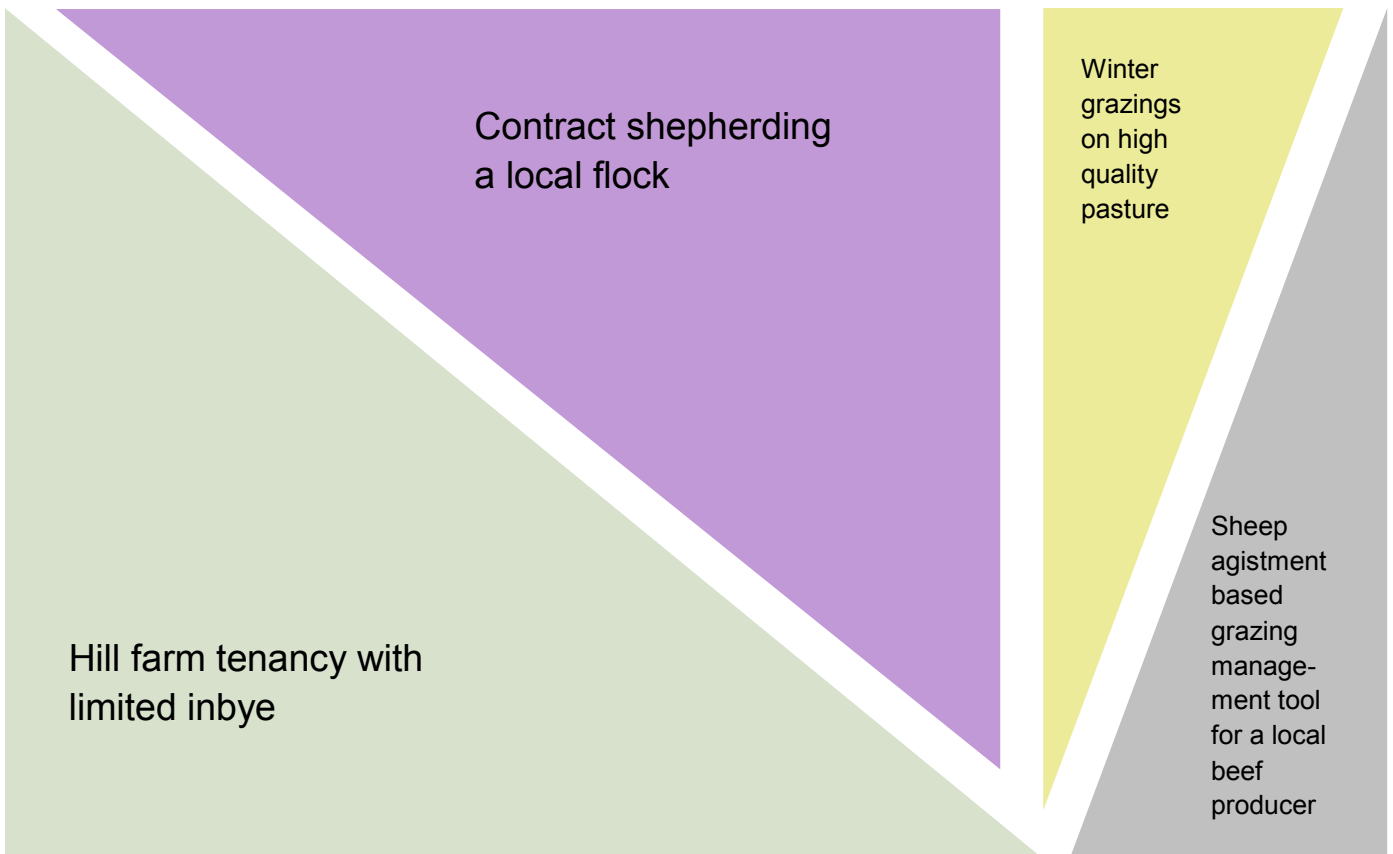 Contract shepherding
a local flock
Winter
grazings
on high
quality
pasture
Hill farm tenancy with
limited inbye
Sheep
agistment
based
grazing
manage-
ment tool
for a local
beef
producer